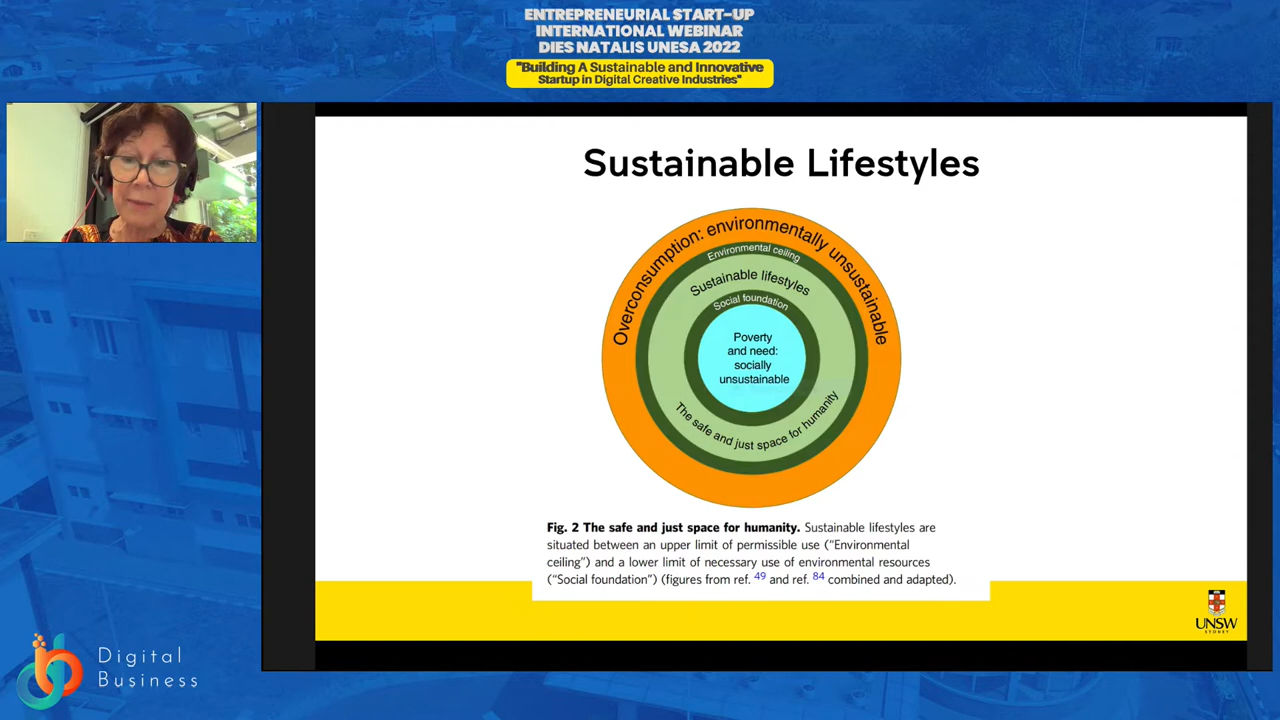 ENTREPRENEURIAL START-UP
INTERNATIONAL WEBINAR
DIES NATALIS UNESA 2022
"Building A Sustainable and Innovative
Startup in Digital Creative Industries"
Sustainable Lifestyles
Overconsumption: environmentally unsustainable
Environmental ceiling
Sustainable lifestyles
Social foundation
Poverty
and need:
socially
unsustainable
The safe and just space for humanity
Fig. 2 The safe and just space for humanity. Sustainable lifestyles are
situated between an upper limit of permissible use (“Environmental
ceiling”) and a lower limit of necessary use of environmental resources
(“Social foundation”) (figures from ref. 49 and ref. 84 combined and adapted).
UNSW
SYDNEY
Digital
Business